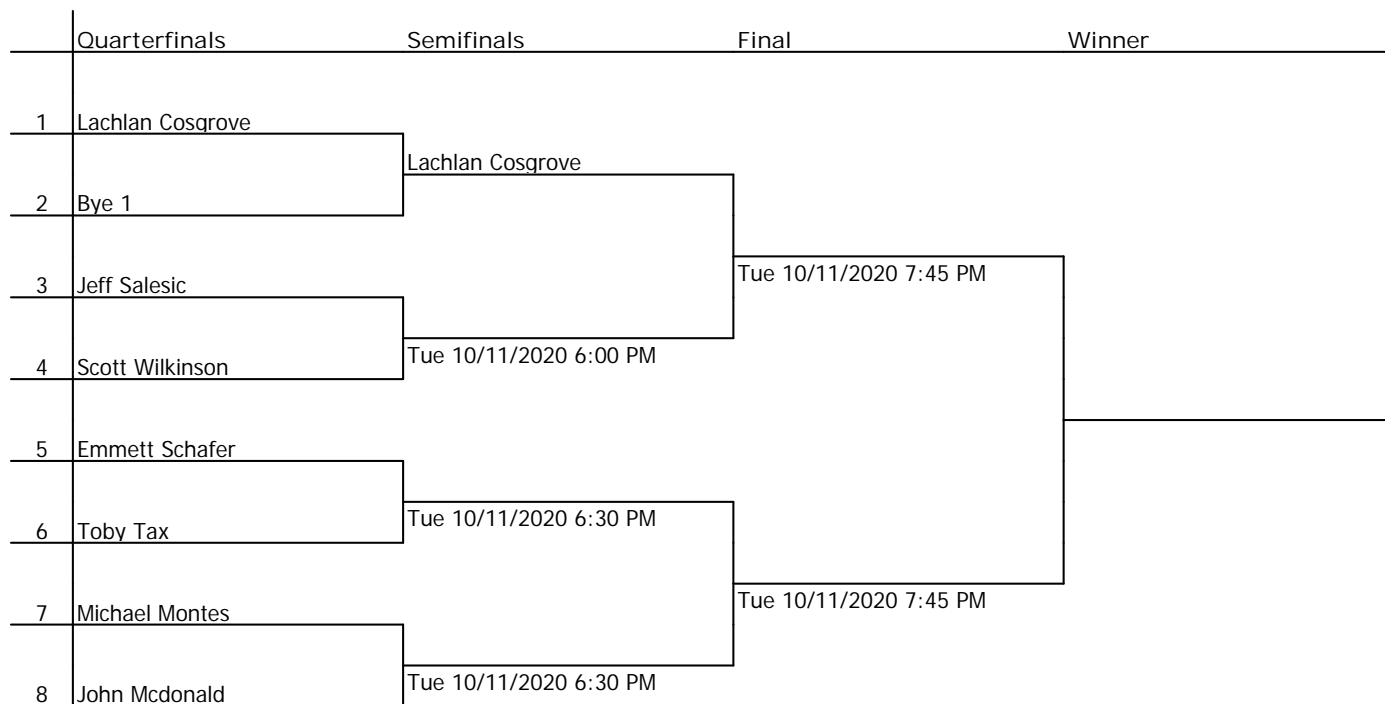 Quarterfinals Semifinals Final Winner
1 Lachlan Cosgrove
Lachlan Cosgrove
2 Bye 1
Tue 10/11/2020 7:45 PM
3 Jeff Salesic
Tue 10/11/2020 6:00 PM
4 Scott Wilkinson
5 Emmett Schafer
Tue 10/11/2020 6:30 PM
6 Toby Tax
Tue 10/11/2020 7:45 PM
7 Michael Montes
Tue 10/11/2020 6:30 PM
8 John Mcdonald